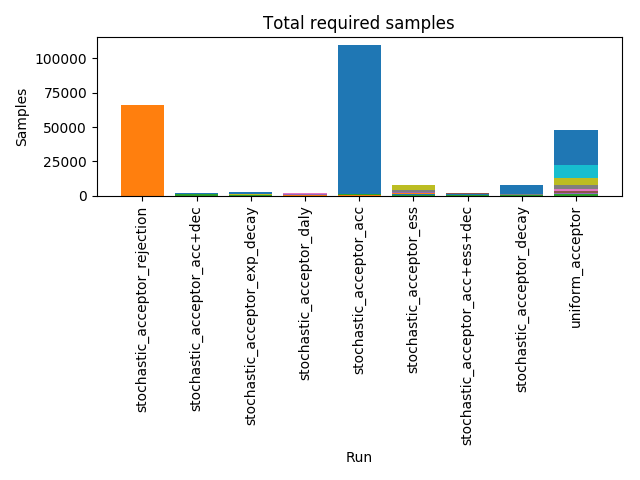 Total required samples
Samples
100000
75000
50000
25000
0
stochastic_acceptor_rejection
stochastic_acceptor_acc+dec
stochastic_acceptor_exp_decay
stochastic_acceptor_daly
stochastic_acceptor_acc
stochastic_acceptor_ess
stochastic_acceptor_acc+ess+dec
stochastic_acceptor_decay
uniform_acceptor
Run